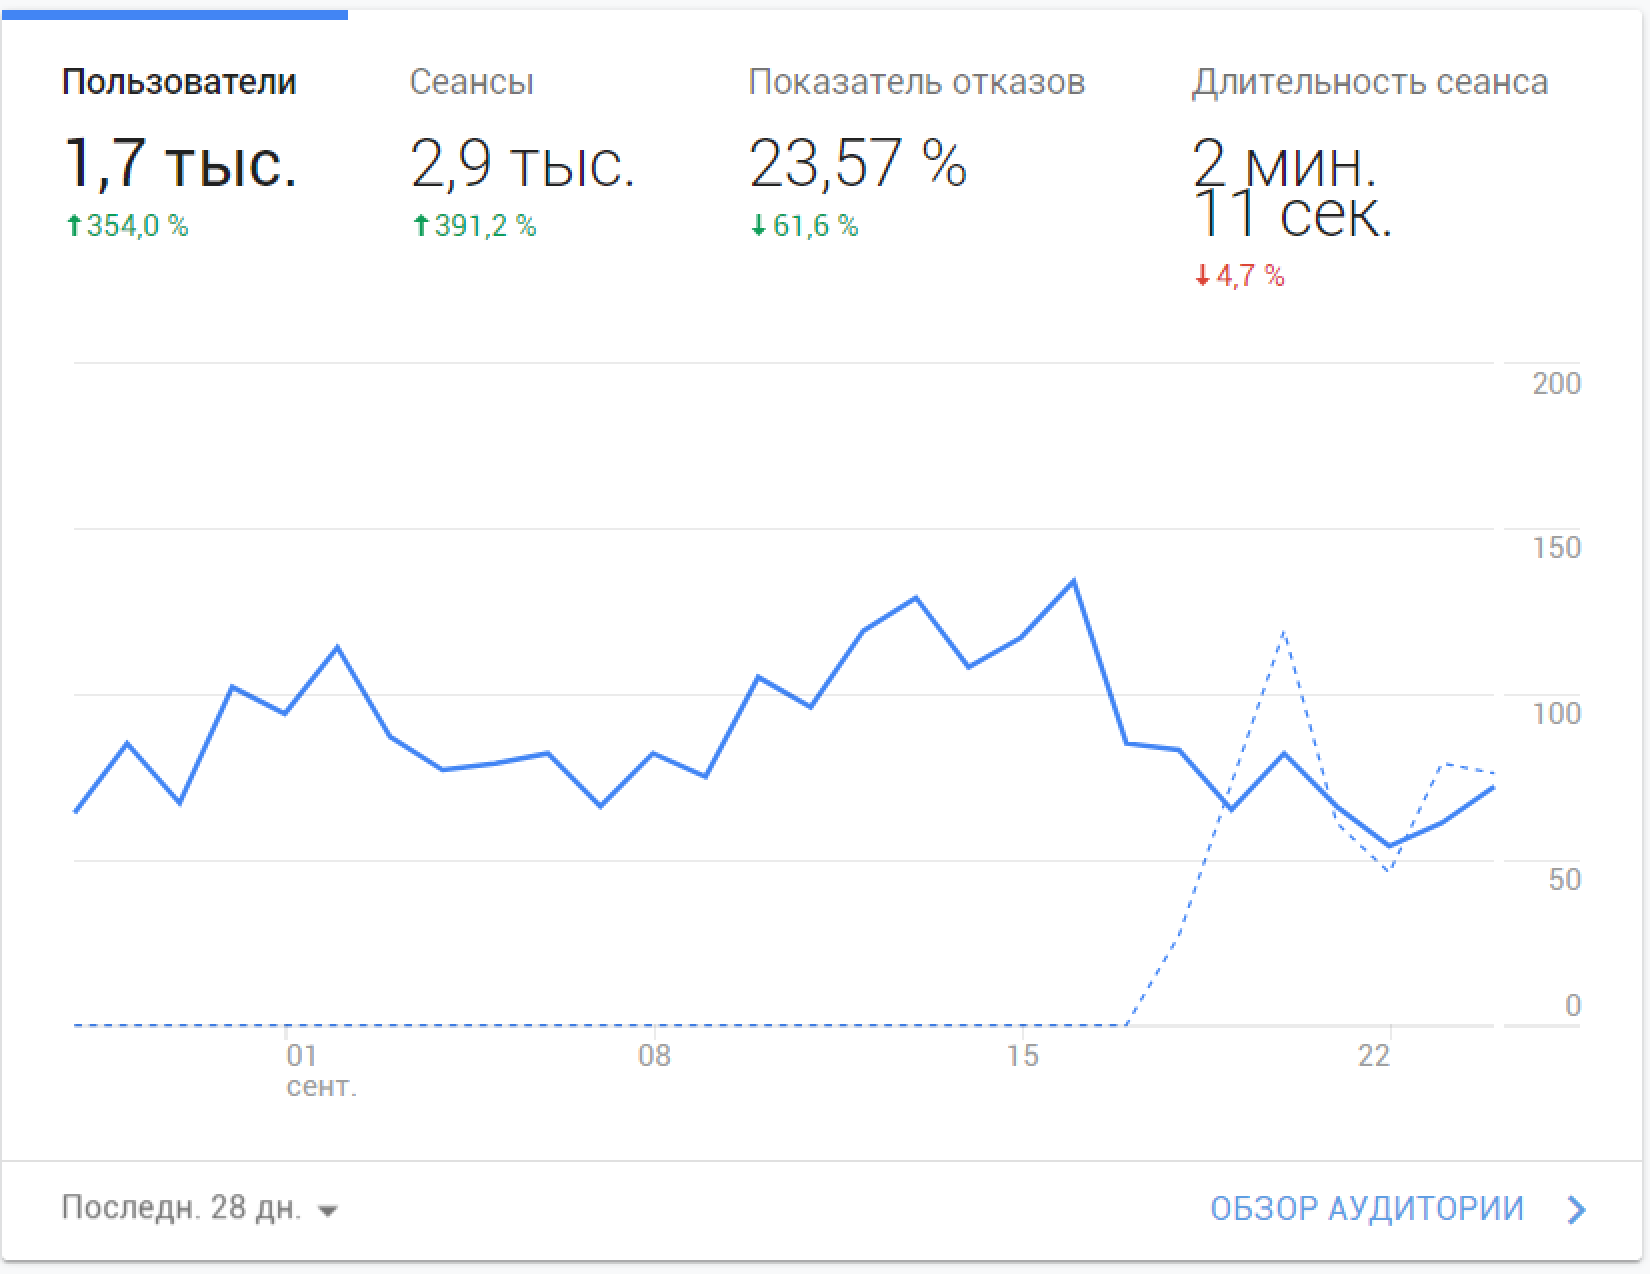 Пользователи
1,7 тыс.
↑354,0 %
Сеансы
2,9 тыс.
↑391,2 %
Показатель отказов
23,57 %
↓61,6 %
Длительность сеанса
2 мин.
11 сек.
↓4,7 %
200
150
100
50
0
01
сент.
08
15
22
Последн. 28 дн.
ОБЗОР АУДИТОРИИ